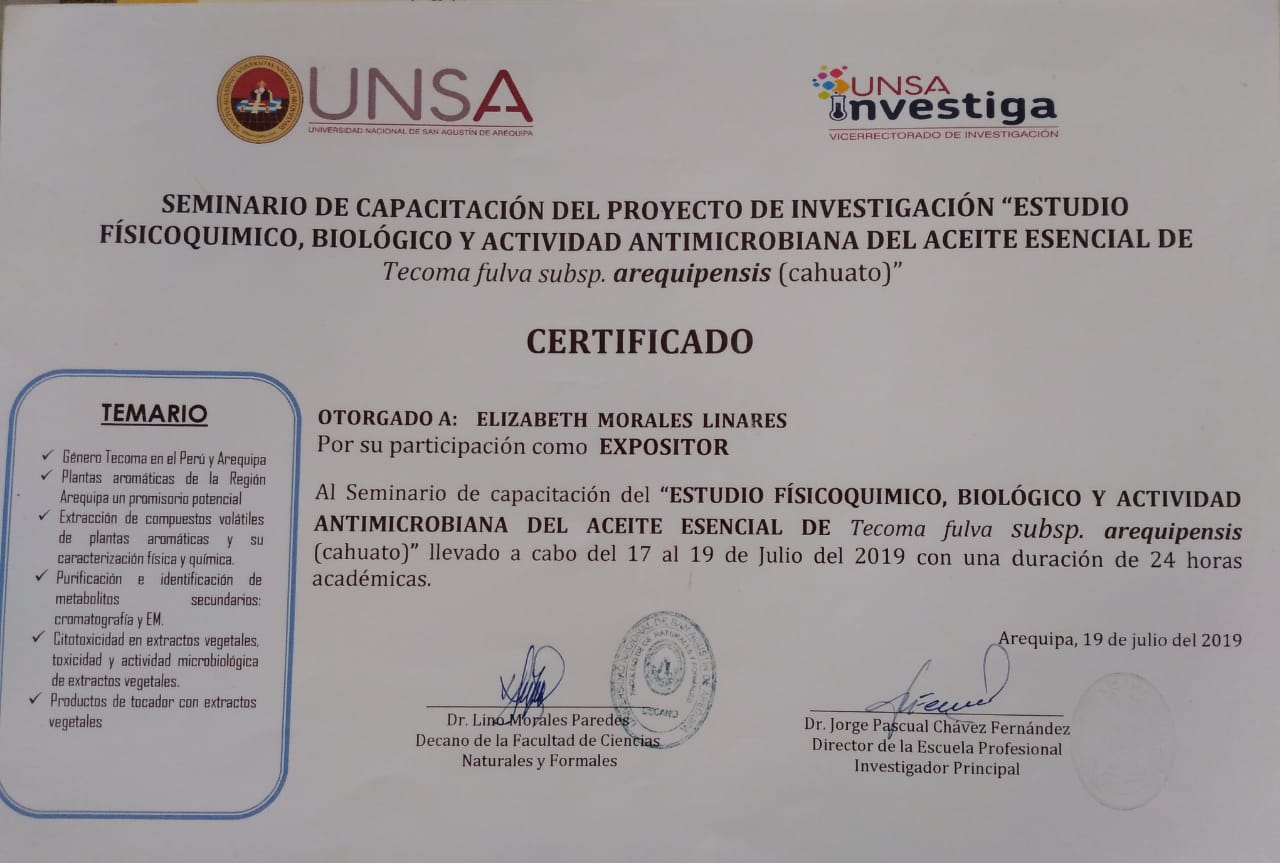 UNSA
UNIVERSIDAD NACIONAL DE SAN AGUSTÍN DE AREQUIPA
UNSA
investiga
VICERRECTORADO DE INVESTIGACIÓN
SEMINARIO DE CAPACITACIÓN DEL PROYECTO DE INVESTIGACIÓN “ESTUDIO
FÍSICOQUIMICO, BIOLÓGICO Y ACTIVIDAD ANTIMICROBIANA DEL ACEITE ESENCIAL DE
Tecoma fulva subsp. arequipensis (cahuato)”
CERTIFICADO
TEMARIO
✓ Género Tecoma en el Perú y Arequipa
✓ Plantas aromáticas de la Región
Arequipa un promisorio potencial
✓ Extracción de compuestos volátiles
de plantas aromáticas y su
caracterización física y química.
✓ Purificación e identificación de
metabolitos secundarios:
cromatografía y EM.
✓ Citotoxicidad en extractos vegetales,
toxicidad y actividad microbiológica
de extractos vegetales.
✓ Productos de tocador con extractos
vegetales
OTORGADO A: ELIZABETH MORALES LINARES
Por su participación como EXPOSITOR
Al Seminario de capacitación del “ESTUDIO FÍSICOQUIMICO, BIOLÓGICO Y ACTIVIDAD
ANTIMICROBIANA DEL ACEITE ESENCIAL DE Tecoma fulva subsp. arequipensis
(cahuato)” llevado a cabo del 17 al 19 de Julio del 2019 con una duración de 24 horas
académicas.
Arequipa, 19 de julio del 2019
DECANO
Dr. Lino Morales Paredes
Decano de la Facultad de Ciencias
Naturales y Formales
Dr. Jorge Pascual Chávez Fernández
Director de la Escuela Profesional
Investigador Principal